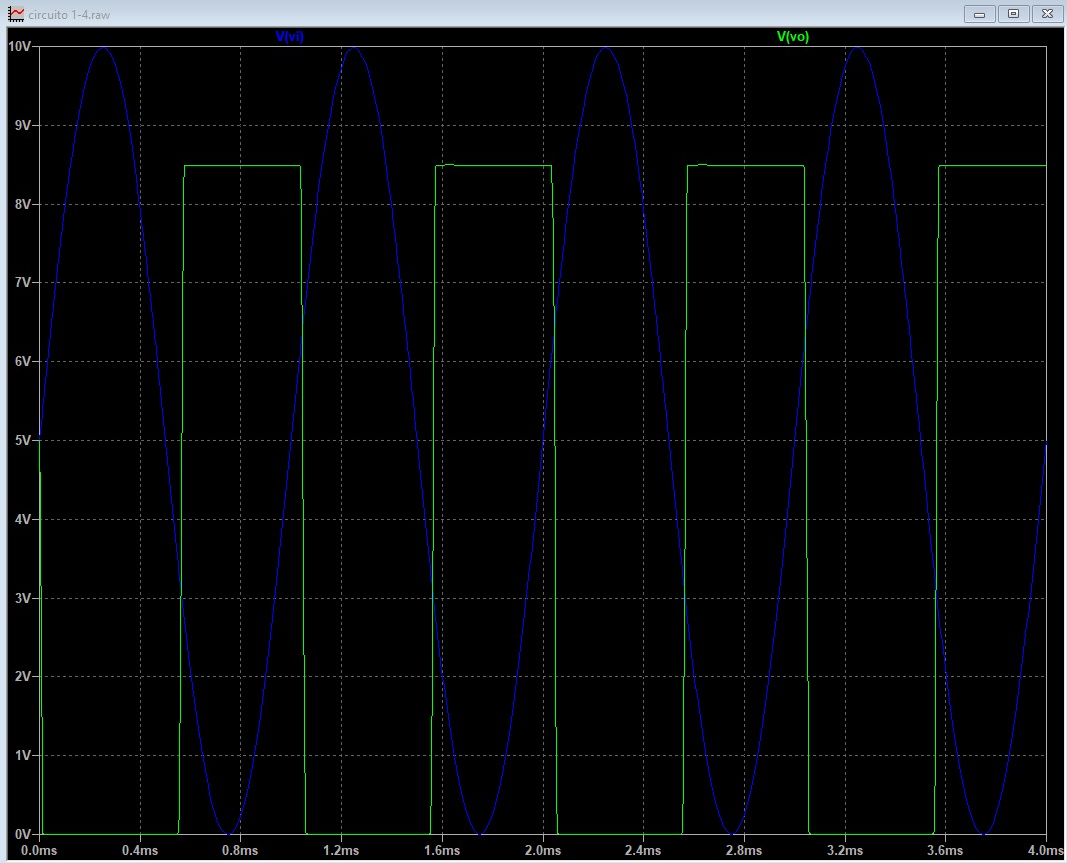 circuito 1-4.raw
V(vi) V(vo)
10V
9V
8V
7V
6V
5V
4V
3V
2V
1V
0V
0.0ms 0.4ms 0.8ms 1.2ms 1.6ms 2.0ms 2.4ms 2.8ms 3.2ms 3.6ms 4.0ms